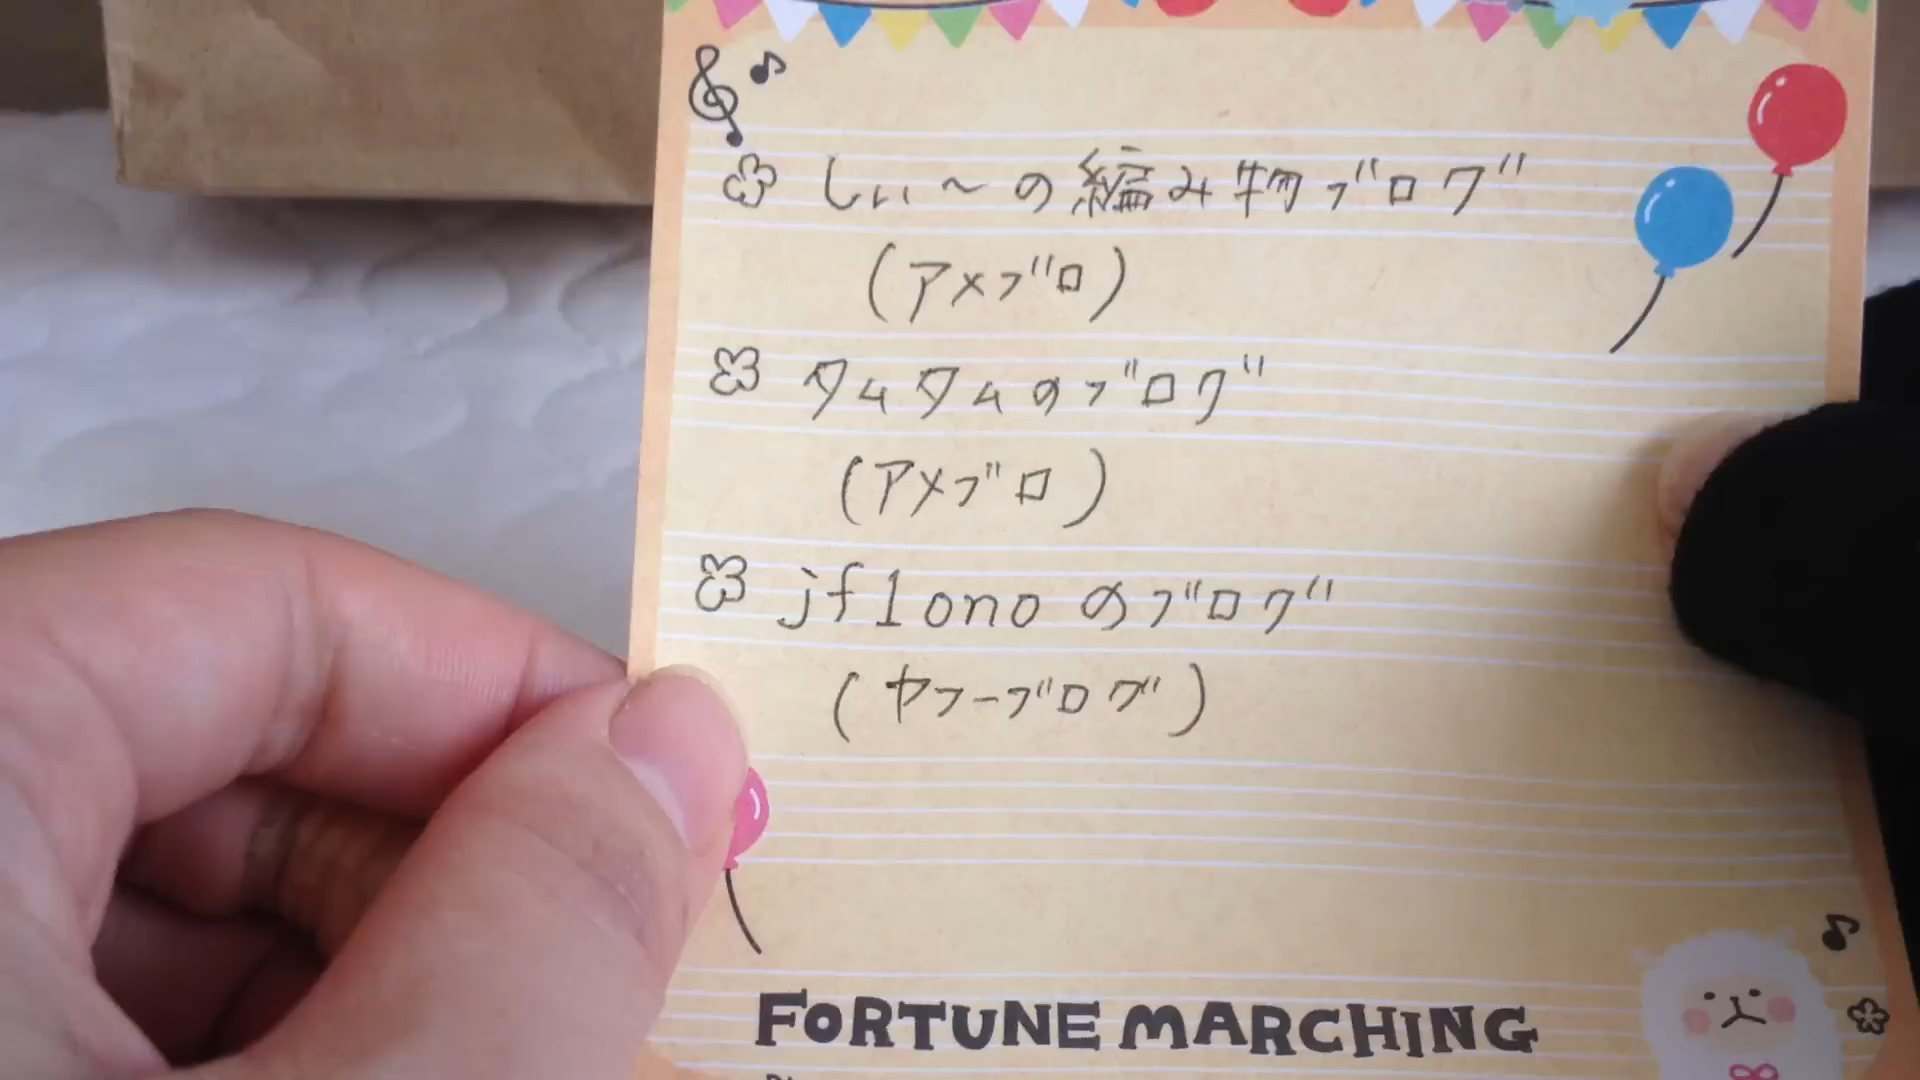 しぃ〜の編み物ブログ
(アメブロ)
タムタムのブログ
(アメブロ)
jf1onoのブログ
(ヤフーブログ)
FORTUNE MARCHING